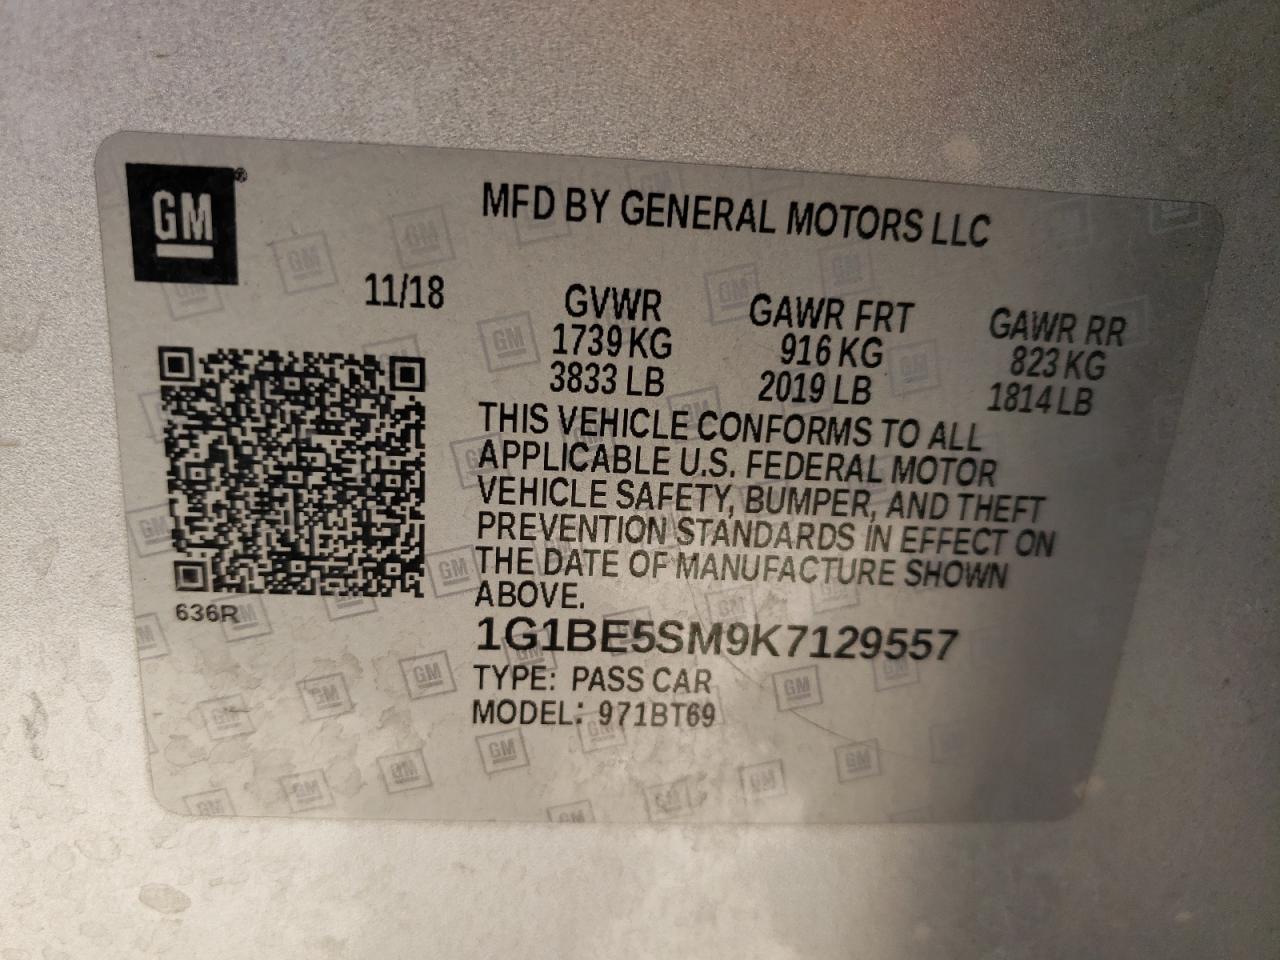 GM®
MFD BY GENERAL MOTORS LLC
11/18
GVWR GAWR FRT GAWR RR
1739 KG 916 KG 823 KG
3833 LB 2019 LB 1814 LB
THIS VEHICLE CONFORMS TO ALL
APPLICABLE U.S. FEDERAL MOTOR
VEHICLE SAFETY, BUMPER, AND THEFT
PREVENTION STANDARDS IN EFFECT ON
THE DATE OF MANUFACTURE SHOWN
ABOVE.
636R
1G1BE5SM9K7129557
TYPE: PASS CAR
MODEL: 971BT69